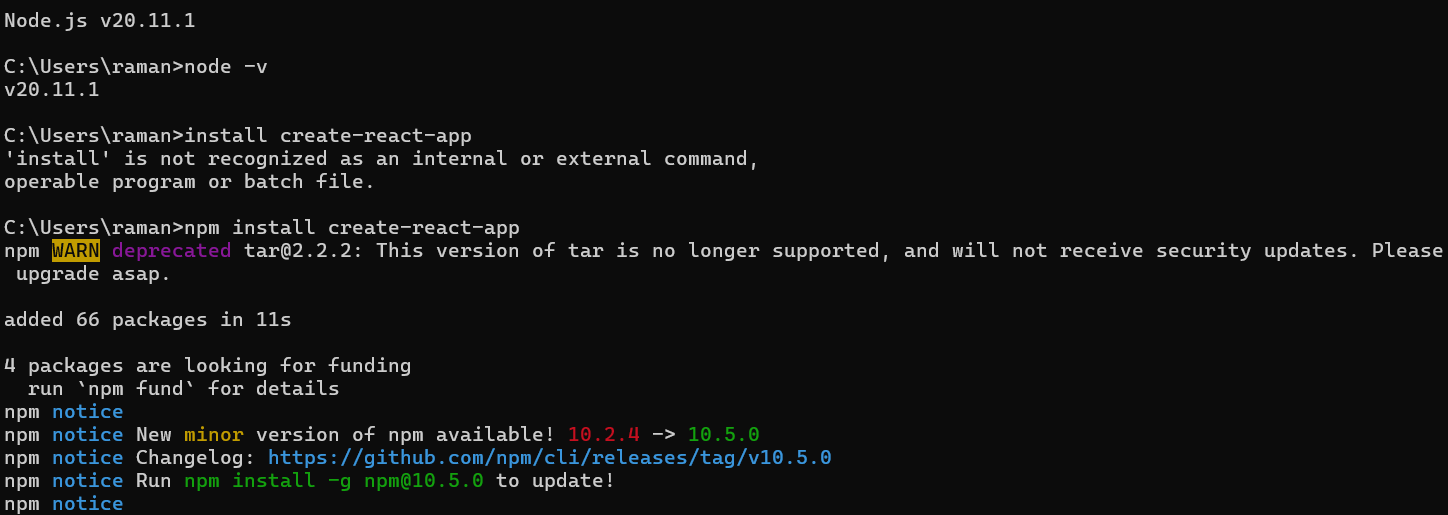 Node.js v20.11.1
C:\Users\raman>node -v
v20.11.1
C:\Users\raman>install create-react-app
'install' is not recognized as an internal or external command,
operable program or batch file.
C:\Users\raman>npm install create-react-app
npm WARN deprecated tar@2.2.2: This version of tar is no longer supported, and will not receive security updates. Please
 upgrade asap.
added 66 packages in 11s
4 packages are looking for funding
  run `npm fund` for details
npm notice
npm notice New minor version of npm available! 10.2.4 -> 10.5.0
npm notice Changelog: https://github.com/npm/cli/releases/tag/v10.5.0
npm notice Run npm install -g npm@10.5.0 to update!
npm notice